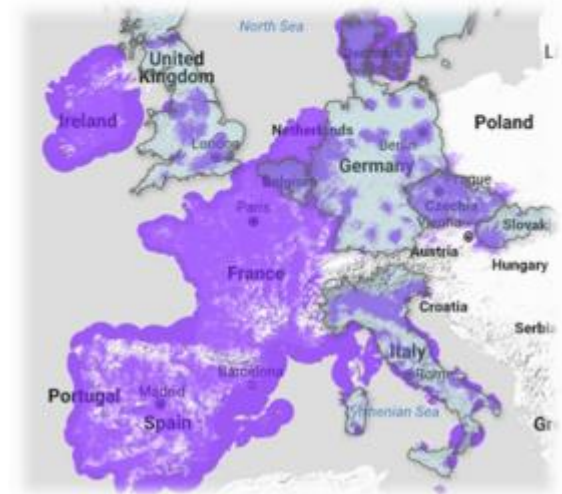 North Sea
United
Kingdom
Ireland
London
Netherlands
Berlin
Poland
Germany
Paris
Prague
Czechia
Vienna
Slovak
Austria
Hungary
France
Croatia
Serbia
Italy
Rome
Barcelona
Portugal
Madrid
Spain
Gr
L